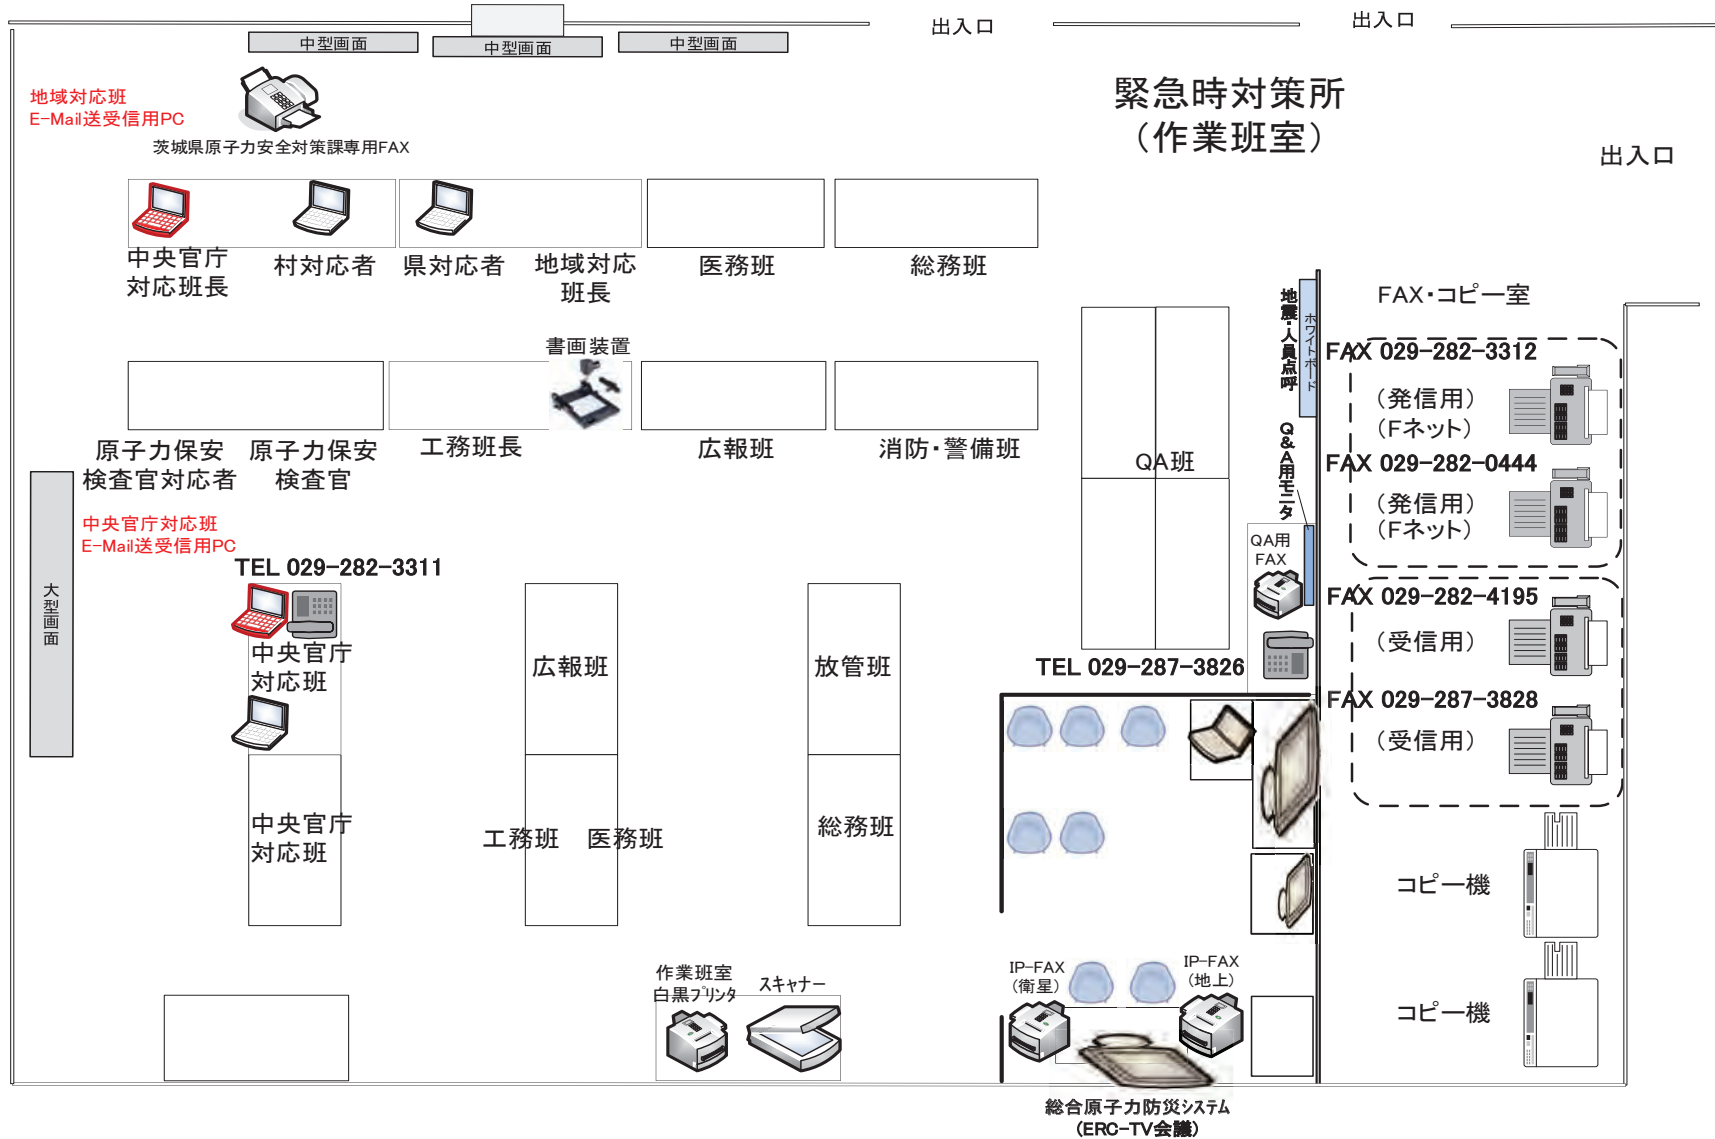 出入口
出入口
中型画面
中型画面
中型画面
緊急時対策所
（作業班室）
出入口
地域対応班
E-Mail送受信用PC
茨城県原子力安全対策課専用FAX
中央官庁
対応班長
村対応者
県対応者
地域対応
班長
医務班
総務班
書画装置
原子力保安
検査官対応者
原子力保安
検査官
工務班長
広報班
消防・警備班
地震・人員点呼
ホワイトボード
Q&A用モニタ
QA班
QA用
FAX
TEL 029-287-3826
FAX・コピー室
FAX 029-282-3312
（発信用）
（Fネット）
FAX 029-282-0444
（発信用）
（Fネット）
FAX 029-282-4195
（受信用）
FAX 029-287-3828
（受信用）
コピー機
コピー機
大型画面
中央官庁対応班
E-Mail送受信用PC
TEL 029-282-3311
中央官庁
対応班
中央官庁
対応班
広報班
工務班
医務班
放管班
総務班
作業班室
白黒プリンタ
スキャナー
IP-FAX
(衛星)
IP-FAX
(地上)
総合原子力防災システム
(ERC-TV会議)